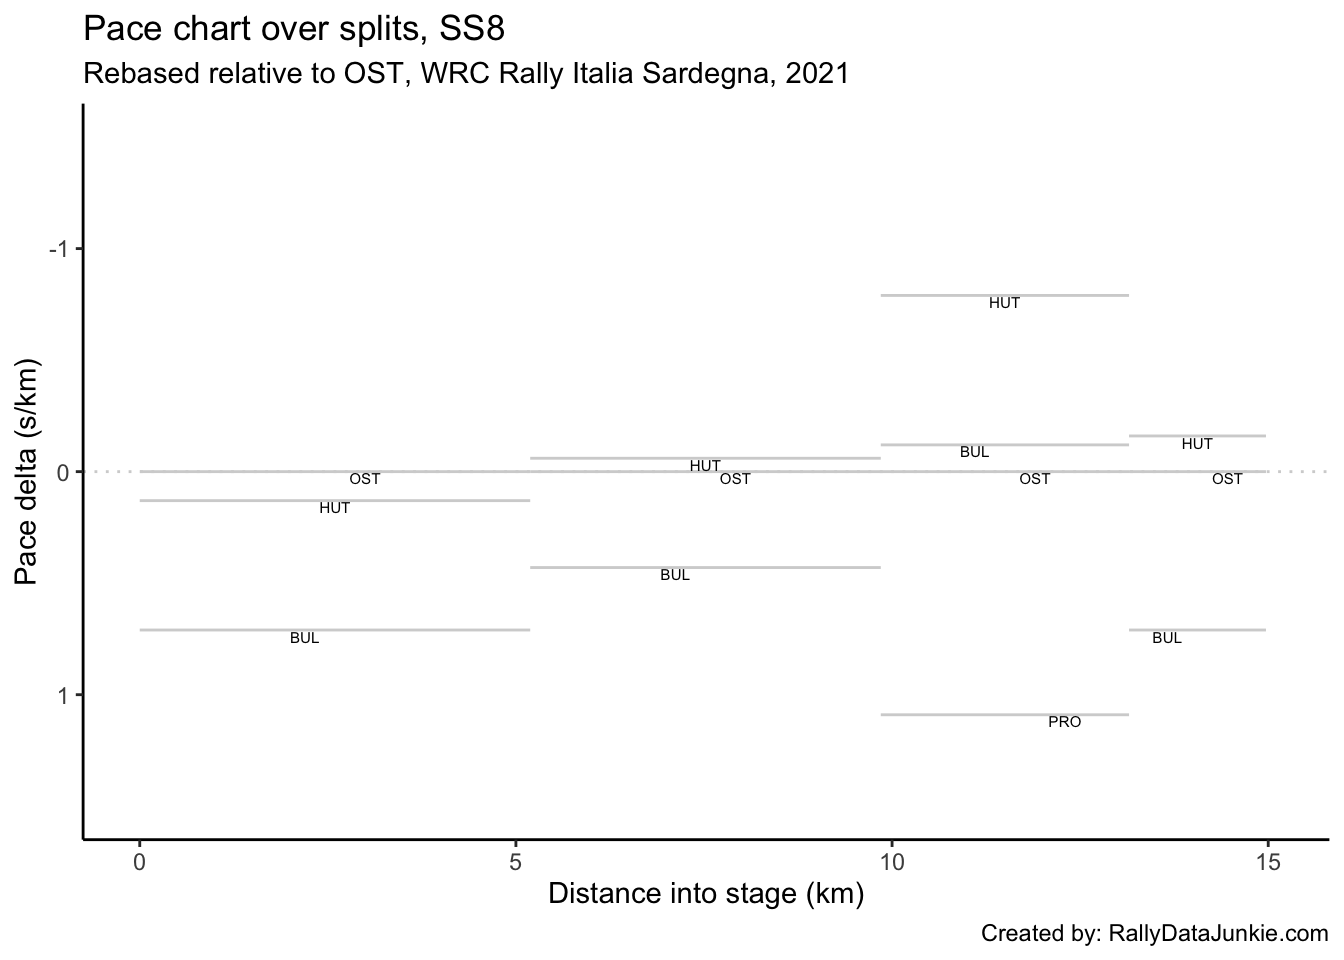 Pace chart over splits, SS8
Rebased relative to OST, WRC Rally Italia Sardegna, 2021
Pace delta (s/km)
-1
0
1
HUT
HUT
BUL
HUT
OST
OST
OST
OST
HUT
BUL
BUL
BUL
PRO
0
5
10
15
Distance into stage (km)
Created by: RallyDataJunkie.com